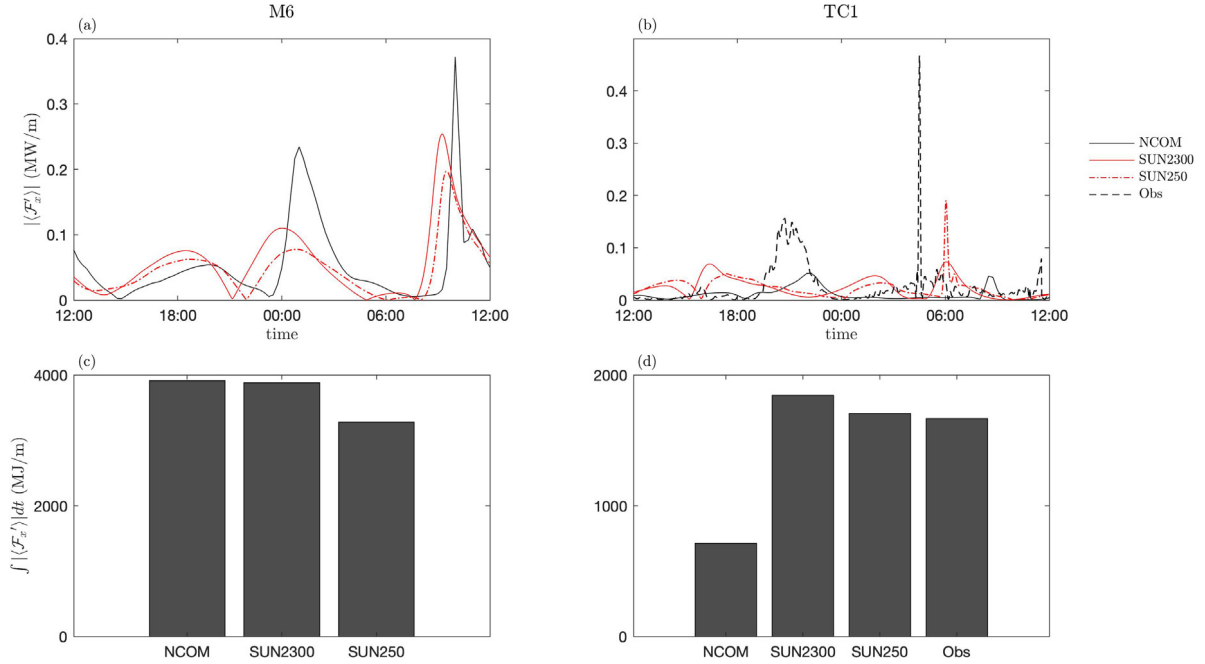 M6
TC1
(a)
(b)
0.4
0.3
0.2
0.1
0
|⟨ℱ′ₓ⟩| (MW/m)
12:00 18:00 00:00 06:00 12:00
time
0.4
0.3
0.2
0.1
0
12:00 18:00 00:00 06:00 12:00
time
NCOM
SUN2300
SUN250
Obs
(c)
(d)
4000
2000
0
∫ |⟨ℱₓ′⟩|dt (MJ/m)
NCOM SUN2300 SUN250
2000
1000
0
NCOM SUN2300 SUN250 Obs